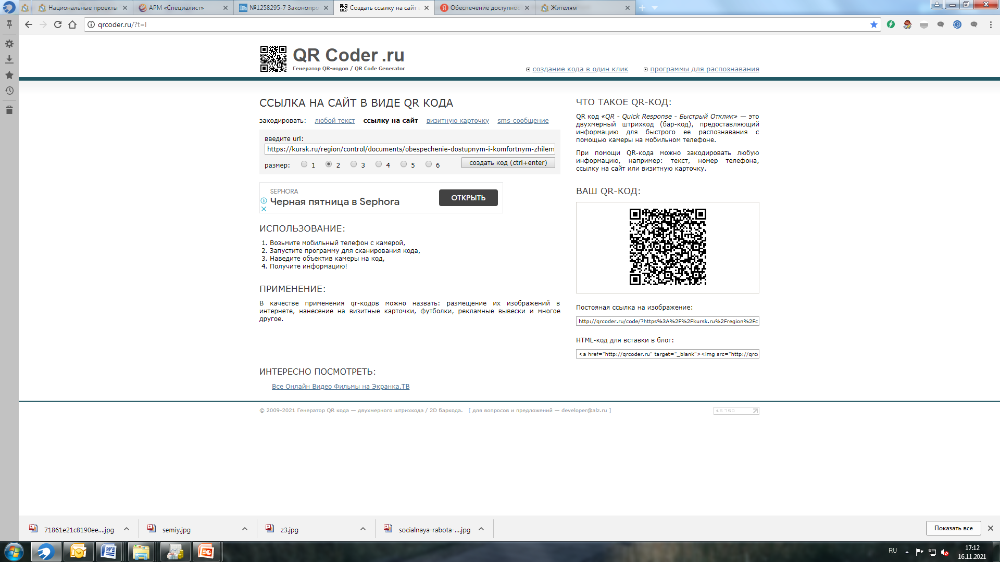 Национальные проекты
АРМ «Специалист»
№1258295-7 Законопро
Создать ссылку на сайт
Обеспечение доступнос
Жителям
qrcoder.ru/?t=l
QR Coder.ru
Генератор QR-кодов / QR Code Generator
создание кода в один клик
программы для распознавания
ССЫЛКА НА САЙТ В ВИДЕ QR КОДА
закодировать: любой текст ссылку на сайт визитную карточку sms-сообщение
введите url:
https://kursk.ru/region/control/documents/obespechenie-dostupnym-i-komfortnym-zhilem
размер: 1 2 3 4 5 6 создать код (ctrl+enter)
SEPHORA
Черная пятница в Sephora
ОТКРЫТЬ
ИСПОЛЬЗОВАНИЕ:
1. Возьмите мобильный телефон с камерой,
2. Запустите программу для сканирования кода,
3. Наведите объектив камеры на код,
4. Получите информацию!
ПРИМЕНЕНИЕ:
В качестве применения qr-кодов можно назвать: размещение их изображений в
интернете, нанесение на визитные карточки, футболки, рекламные вывески и многое
другое.
ИНТЕРЕСНО ПОСМОТРЕТЬ:
Все Онлайн Видео Фильмы на Экранка.ТВ
ЧТО ТАКОЕ QR-КОД:
QR код «QR - Quick Response - Быстрый Отклик» — это
двухмерный штрихкод (бар-код), предоставляющий
информацию для быстрого ее распознавания с
помощью камеры на мобильном телефоне.
При помощи QR-кода можно закодировать любую
информацию, например: текст, номер телефона,
ссылку на сайт или визитную карточку.
ВАШ QR-КОД:
Постояная ссылка на изображение:
http://qrcoder.ru/code/?https%3A%2F%2Fkursk.ru%2Fregion%2Fc
HTML-код для вставки в блог:
<a href="http://qrcoder.ru" target="_blank"><img src="http://qrco
© 2009-2021 Генератор QR кода — двухмерного штрихкода / 2D баркода. [ для вопросов и предложений — developer@alz.ru ]
16 750
71861e21c8190ee....jpg
semiy.jpg
z3.jpg
socialnaya-rabota-....jpg
Показать все
RU
17:12
16.11.2021